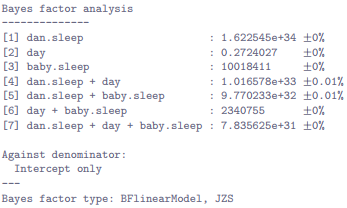 Bayes factor analysis
--------------
[1] dan.sleep : 1.622545e+34 ±0%
[2] day : 0.2724027 ±0%
[3] baby.sleep : 10018411 ±0%
[4] dan.sleep + day : 1.016578e+33 ±0.01%
[5] dan.sleep + baby.sleep : 9.770233e+32 ±0.01%
[6] day + baby.sleep : 2340755 ±0%
[7] dan.sleep + day + baby.sleep : 7.835625e+31 ±0%
Against denominator:
Intercept only
---
Bayes factor type: BFlinearModel, JZS